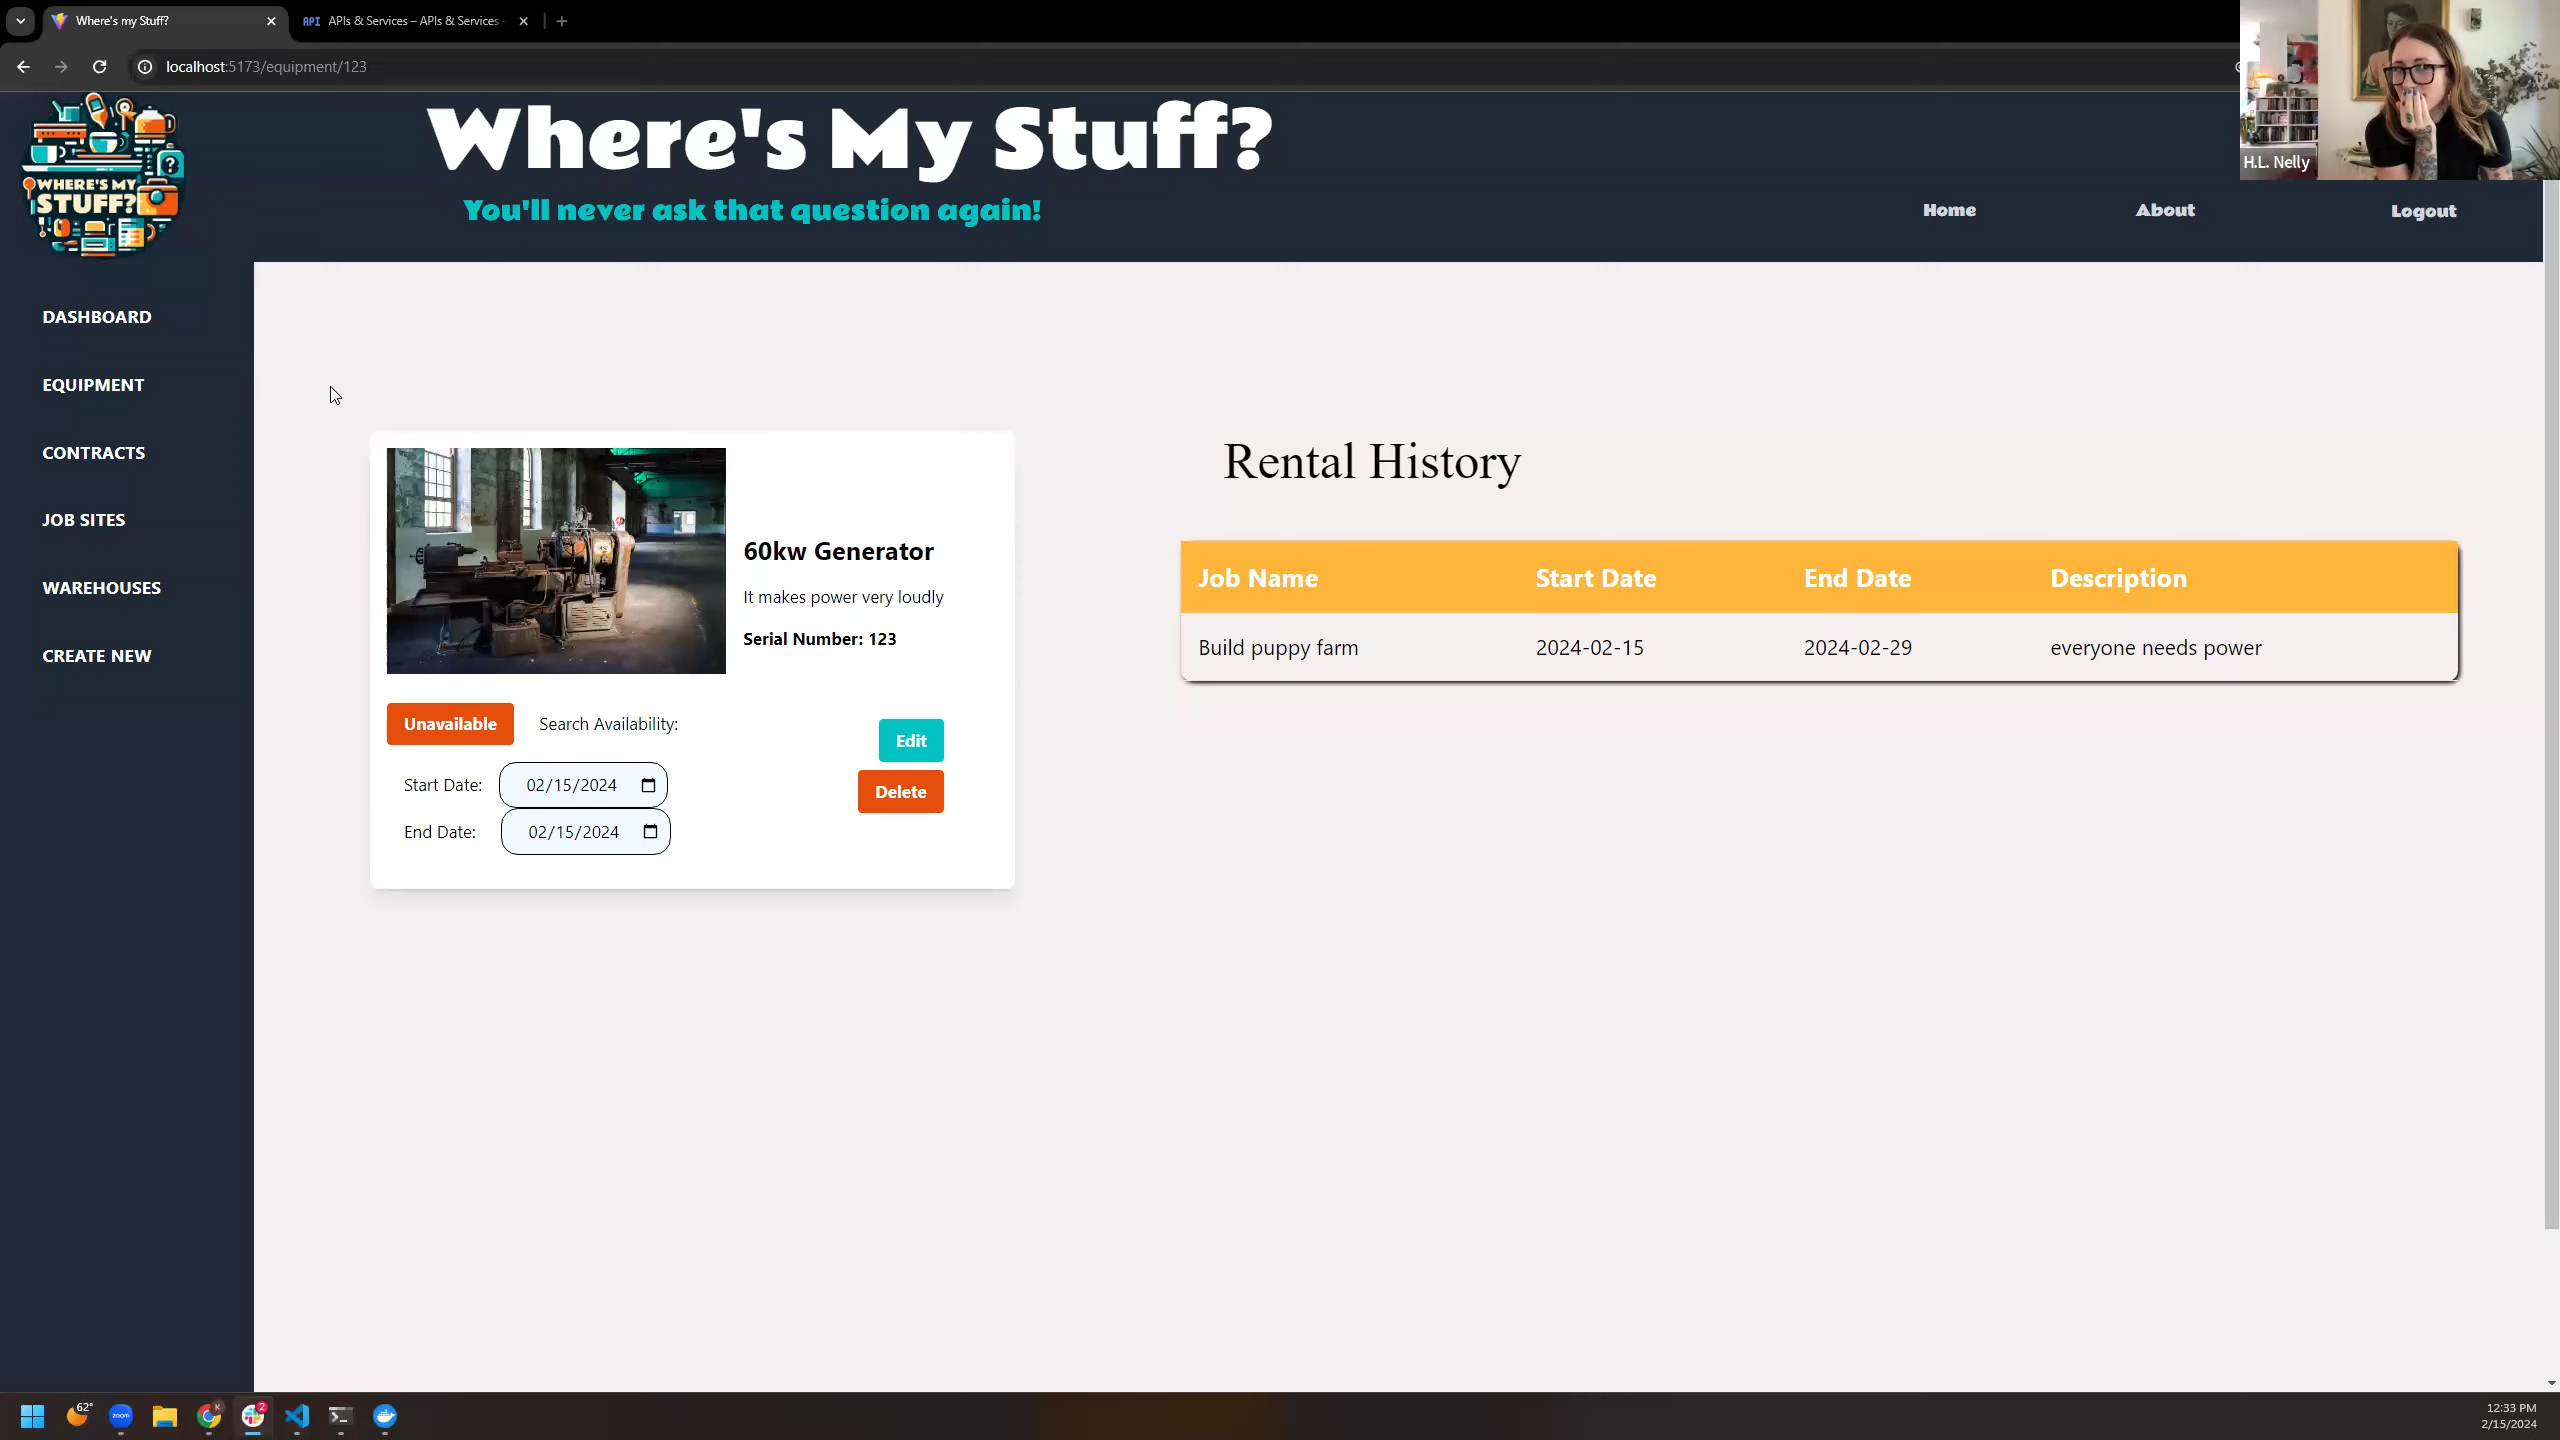 Where's my Stuff?
API APIs & Services – APIs & Services
localhost:5173/equipment/123
WHERE'S MY
STUFF?
Where's My Stuff?
You'll never ask that question again!
Home
About
Logout
H.L. Nelly
DASHBOARD
EQUIPMENT
CONTRACTS
JOB SITES
WAREHOUSES
CREATE NEW
60kw Generator
It makes power very loudly
Serial Number: 123
Unavailable
Search Availability:
Start Date: 02/15/2024
End Date: 02/15/2024
Edit
Delete
Rental History
Job Name Start Date End Date Description
Build puppy farm 2024-02-15 2024-02-29 everyone needs power
62°
zoom
K
2
12:33 PM
2/15/2024